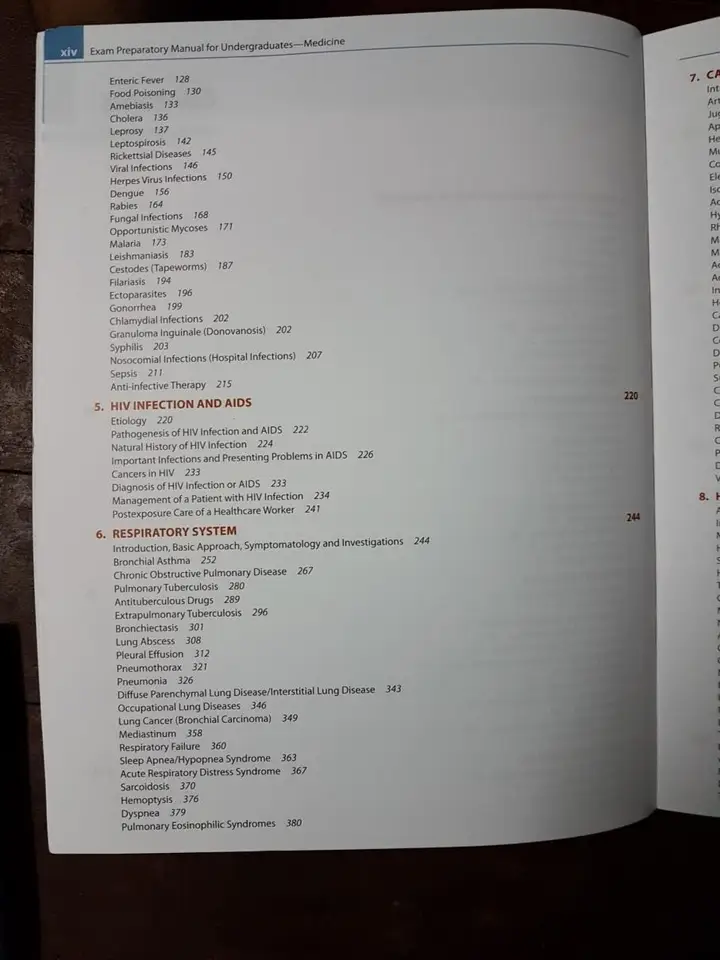 xiv Exam Preparatory Manual for Undergraduates—Medicine
Enteric Fever 128
Food Poisoning 130
Amebiasis 133
Cholera 136
Leprosy 137
Leptospirosis 142
Rickettsial Diseases 145
Viral Infections 146
Herpes Virus Infections 150
Dengue 156
Rabies 164
Fungal Infections 168
Opportunistic Mycoses 171
Malaria 173
Leishmaniasis 183
Cestodes (Tapeworms) 187
Filariasis 194
Ectoparasites 196
Gonorrhea 199
Chlamydial Infections 202
Granuloma Inguinale (Donovanosis) 202
Syphilis 203
Nosocomial Infections (Hospital Infections) 207
Sepsis 211
Anti-infective Therapy 215
5. HIV INFECTION AND AIDS 220
Etiology 220
Pathogenesis of HIV Infection and AIDS 222
Natural History of HIV Infection 224
Important Infections and Presenting Problems in AIDS 226
Cancers in HIV 233
Diagnosis of HIV Infection or AIDS 233
Management of a Patient with HIV Infection 234
Postexposure Care of a Healthcare Worker 241
6. RESPIRATORY SYSTEM 244
Introduction, Basic Approach, Symptomatology and Investigations 244
Bronchial Asthma 252
Chronic Obstructive Pulmonary Disease 267
Pulmonary Tuberculosis 280
Antituberculous Drugs 289
Extrapulmonary Tuberculosis 296
Bronchiectasis 301
Lung Abscess 308
Pleural Effusion 312
Pneumothorax 321
Pneumonia 326
Diffuse Parenchymal Lung Disease/Interstitial Lung Disease 343
Occupational Lung Diseases 346
Lung Cancer (Bronchial Carcinoma) 349
Mediastinum 358
Respiratory Failure 360
Sleep Apnea/Hypopnea Syndrome 363
Acute Respiratory Distress Syndrome 367
Sarcoidosis 370
Hemoptysis 376
Dyspnea 379
Pulmonary Eosinophilic Syndromes 380
7. CA
8. H